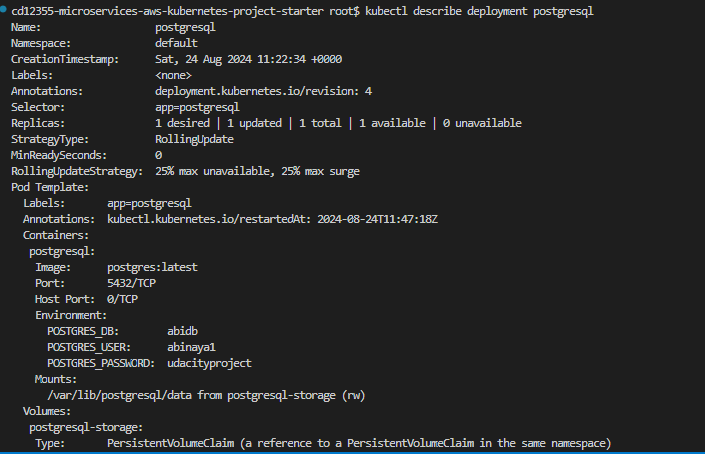 cd12355-microservices-aws-kubernetes-project-starter root$ kubectl describe deployment postgresql
Name: postgresql
Namespace: default
CreationTimestamp: Sat, 24 Aug 2024 11:22:34 +0000
Labels: <none>
Annotations: deployment.kubernetes.io/revision: 4
Selector: app=postgresql
Replicas: 1 desired | 1 updated | 1 total | 1 available | 0 unavailable
StrategyType: RollingUpdate
MinReadySeconds: 0
RollingUpdateStrategy: 25% max unavailable, 25% max surge
Pod Template:
Labels: app=postgresql
Annotations: kubectl.kubernetes.io/restartedAt: 2024-08-24T11:47:18Z
Containers:
postgresql:
Image: postgres:latest
Port: 5432/TCP
Host Port: 0/TCP
Environment:
POSTGRES_DB: abidb
POSTGRES_USER: abinaya1
POSTGRES_PASSWORD: udacityproject
Mounts:
/var/lib/postgresql/data from postgresql-storage (rw)
Volumes:
postgresql-storage:
Type: PersistentVolumeClaim (a reference to a PersistentVolumeClaim in the same namespace)